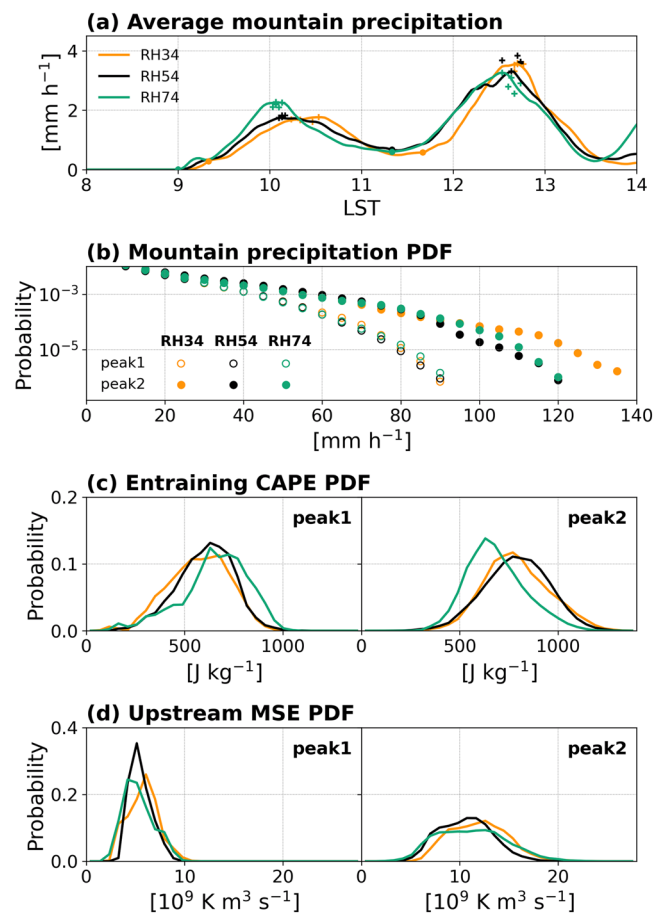 (a) Average mountain precipitation
[mm h⁻¹]
4
2
0
RH34
RH54
RH74
8 9 10 11 12 13 14
LST
(b) Mountain precipitation PDF
Probability
10⁻³
10⁻⁵
RH34 RH54 RH74
peak1
peak2
0 20 40 60 80 100 120 140
[mm h⁻¹]
(c) Entraining CAPE PDF
Probability
0.2
0.1
0.0
peak1 peak2
0 500 1000 0 500 1000
[J kg⁻¹] [J kg⁻¹]
(d) Upstream MSE PDF
Probability
0.4
0.2
0.0
peak1 peak2
0 10 20 0 10 20
[10⁹ K m³ s⁻¹] [10⁹ K m³ s⁻¹]